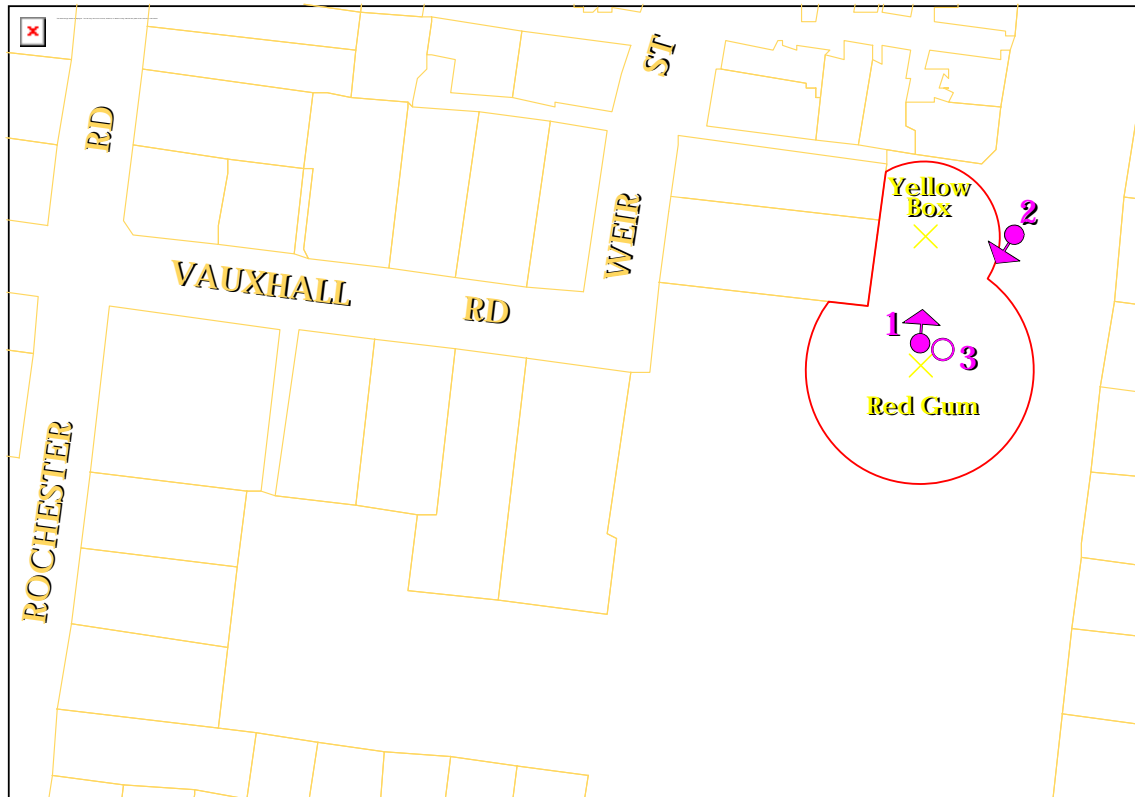 ST
RD
Yellow
Box
2
WEIR
VAUXHALL
RD
1
3
Red Gum
ROCHESTER